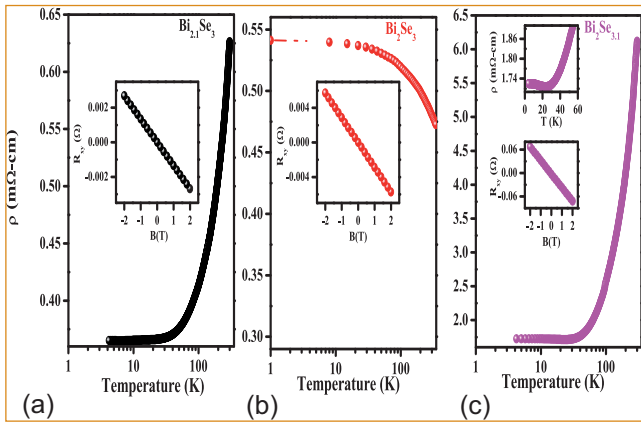 Bi2.1Se3
ρ (mΩ-cm)
0.65
0.60
0.55
0.50
0.45
0.40
1 10 100
Temperature (K)
Rxy (Ω)
0.002
0.000
-0.002
-2 -1 0 1 2
B(T)
(a)
Bi2Se3
0.55
0.50
0.45
0.40
0.35
0.30
1 10 100
Temperature (K)
Rxy (Ω)
0.004
0.000
-0.004
-2 -1 0 1 2
B(T)
(b)
Bi2Se3.1
6.5
6.0
5.5
5.0
4.5
4.0
3.5
3.0
2.5
2.0
1 10 100
Temperature (K)
ρ (mΩ-cm)
1.86
1.80
1.74
0 20 40 60
T (K)
Rxy (Ω)
0.06
0.00
-0.06
-2 -1 0 1 2
B(T)
(c)